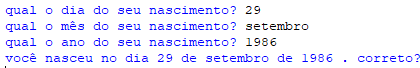 qual o dia do seu nascimento? 29
qual o mês do seu nascimento? setembro
qual o ano do seu nascimento? 1986
você nasceu no dia 29 de setembro de 1986 . correto?